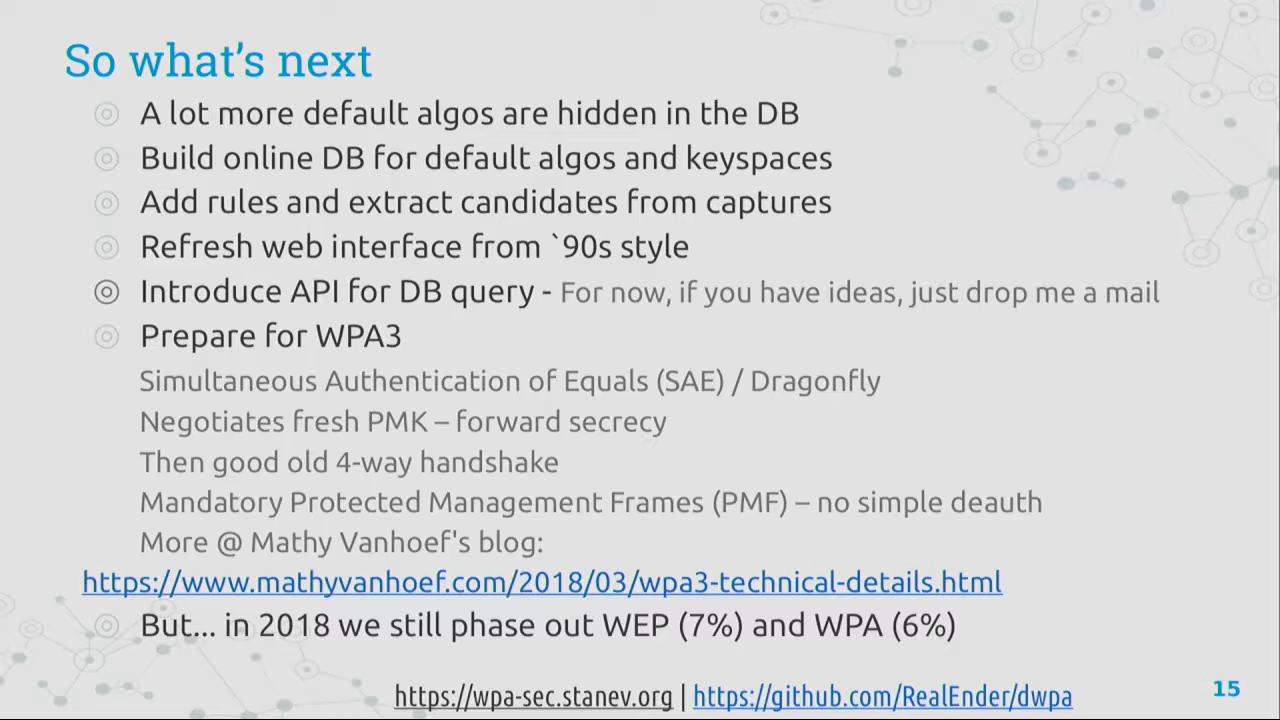 So what’s next
A lot more default algos are hidden in the DB
Build online DB for default algos and keyspaces
Add rules and extract candidates from captures
Refresh web interface from `90s style
Introduce API for DB query - For now, if you have ideas, just drop me a mail
Prepare for WPA3
Simultaneous Authentication of Equals (SAE) / Dragonfly
Negotiates fresh PMK – forward secrecy
Then good old 4-way handshake
Mandatory Protected Management Frames (PMF) – no simple deauth
More @ Mathy Vanhoef's blog:
https://www.mathyvanhoef.com/2018/03/wpa3-technical-details.html
But... in 2018 we still phase out WEP (7%) and WPA (6%)
https://wpa-sec.stanev.org | https://github.com/RealEnder/dwpa
15